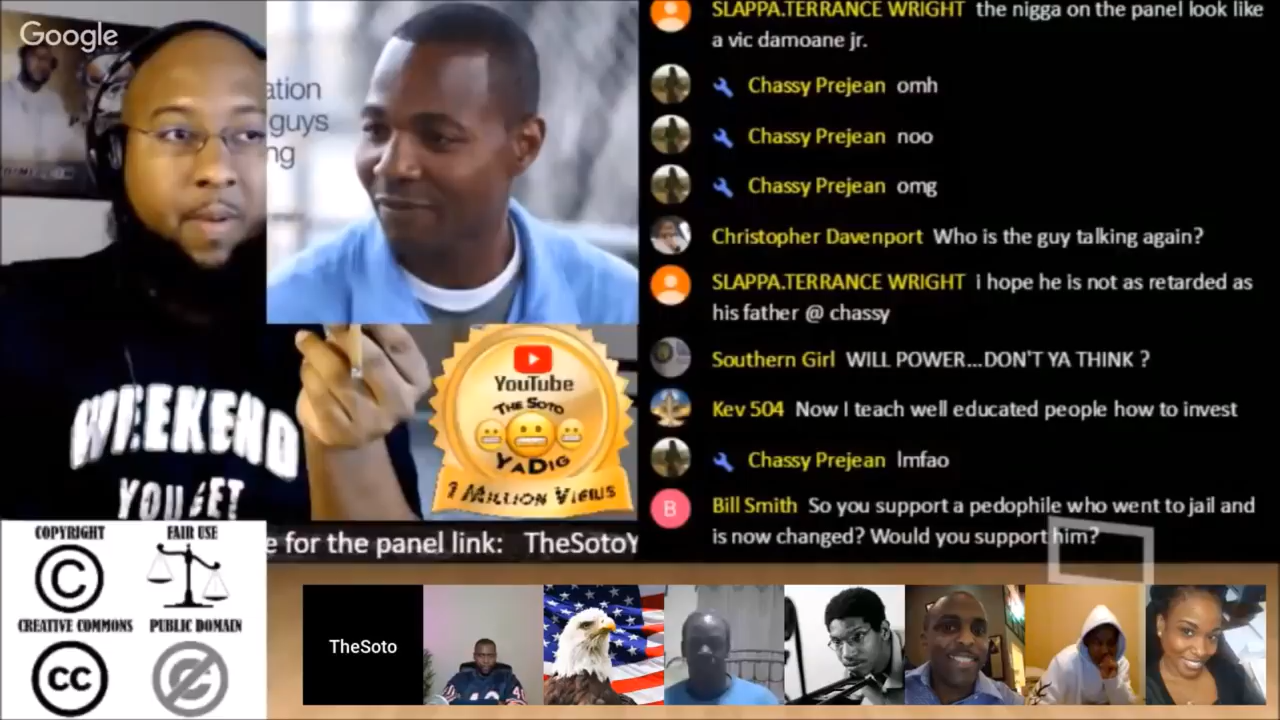 Google
ation
guys
ng
WEEKEND
YOU GET
YouTube
THE SOTO
YADIG
1 MILLION VIEWS
COPYRIGHT
FAIR USE
CREATIVE COMMONS
PUBLIC DOMAIN
cc
e for the panel link: TheSotoY
TheSoto
SLAPPA.TERRANCE WRIGHT the nigga on the panel look like
a vic damoane jr.
Chassy Prejean omh
Chassy Prejean noo
Chassy Prejean omg
Christopher Davenport Who is the guy talking again?
SLAPPA.TERRANCE WRIGHT i hope he is not as retarded as
his father @ chassy
Southern Girl WILL POWER...DON'T YA THINK ?
Kev 504 Now I teach well educated people how to invest
Chassy Prejean lmfao
B
Bill Smith So you support a pedophile who went to jail and
is now changed? Would you support him?